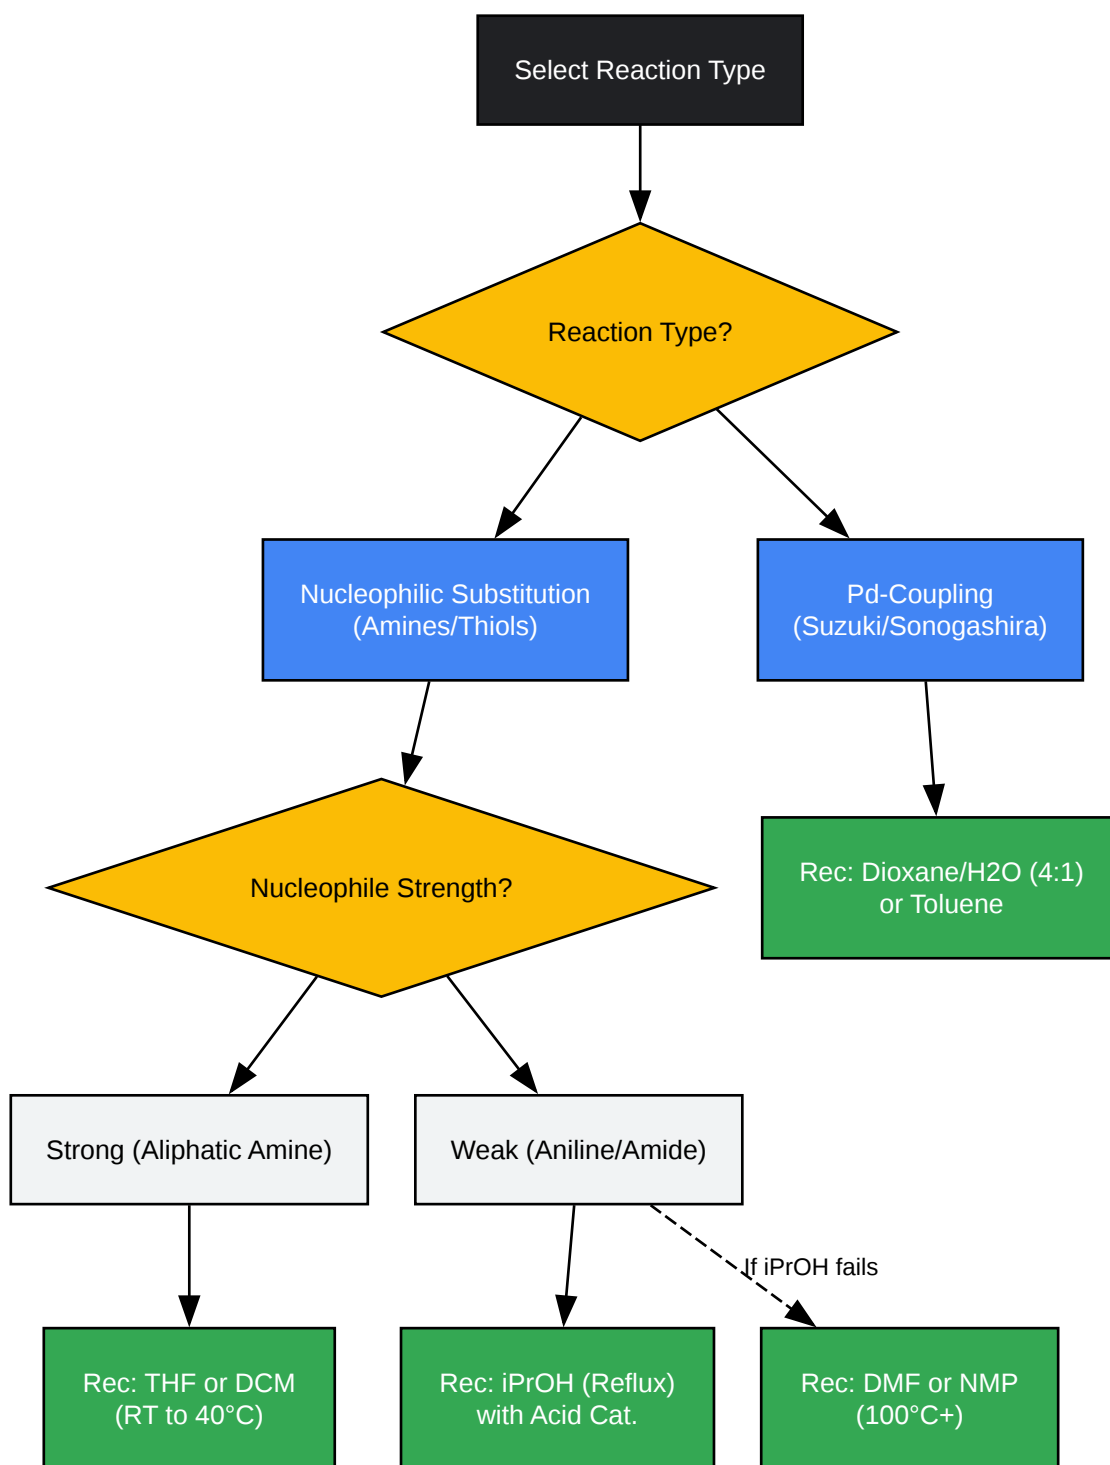 Select Reaction Type
Reaction Type?
Nucleophilic Substitution
(Amines/Thiols)
Pd-Coupling
(Suzuki/Sonogashira)
Nucleophile Strength?
Rec: Dioxane/H2O (4:1)
or Toluene
Strong (Aliphatic Amine)
Weak (Aniline/Amide)
If iPrOH fails
Rec: THF or DCM
(RT to 40°C)
Rec: iPrOH (Reflux)
with Acid Cat.
Rec: DMF or NMP
(100°C+)